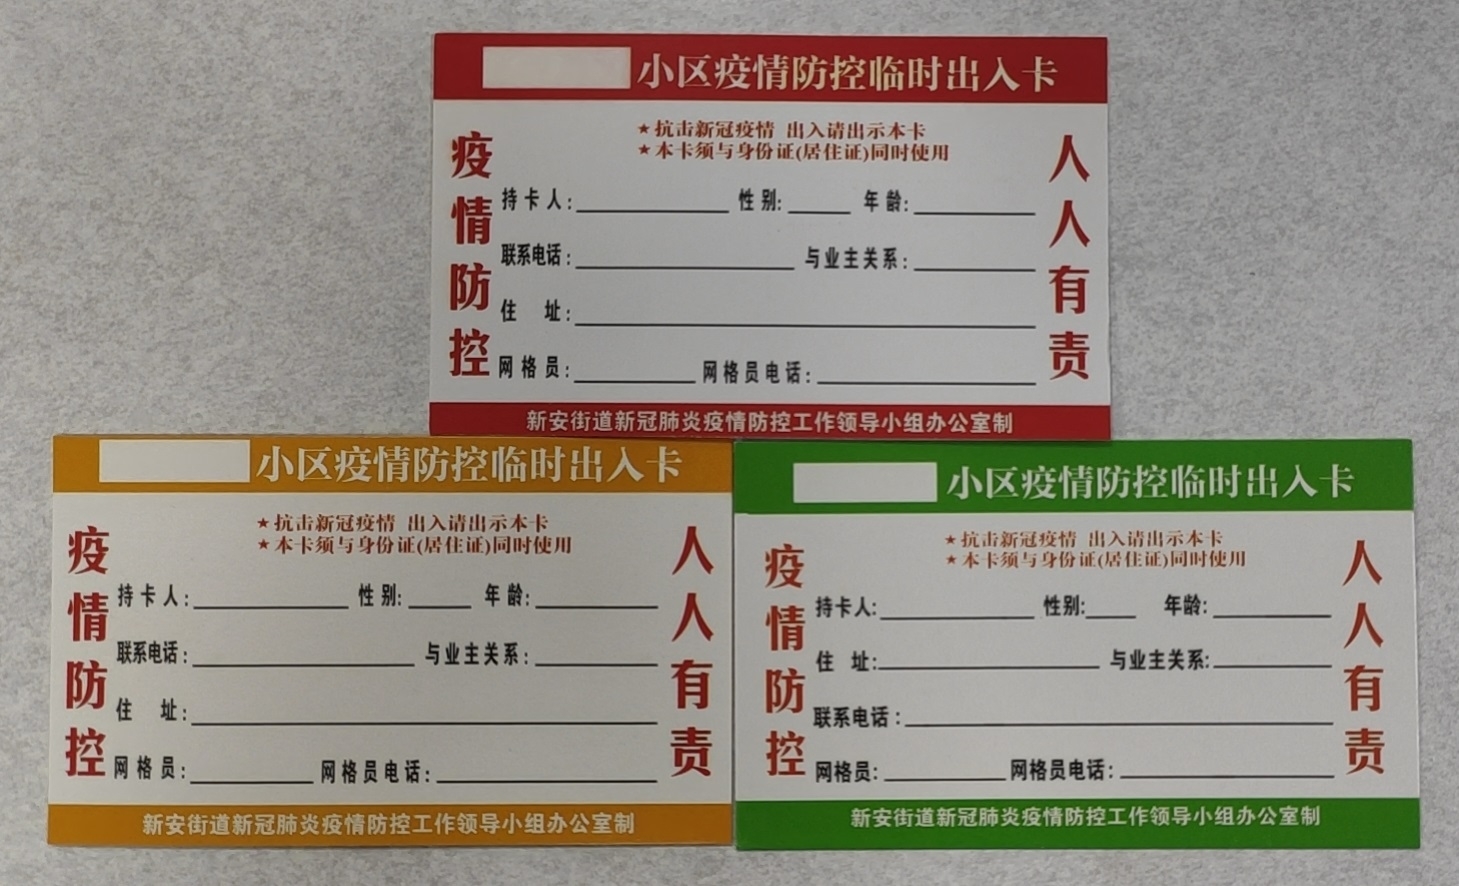 小区疫情防控临时出入卡
★抗击新冠疫情 出入请出示本卡
★本卡须与身份证(居住证)同时使用
疫情防控
持卡人: 性别: 年龄:
联系电话: 与业主关系:
住 址:
网格员: 网格员电话:
人人有责
新安街道新冠肺炎疫情防控工作领导小组办公室制
小区疫情防控临时出入卡
★抗击新冠疫情 出入请出示本卡
★本卡须与身份证(居住证)同时使用
疫情防控
持卡人: 性别: 年龄:
联系电话: 与业主关系:
住 址:
网格员: 网格员电话:
人人有责
新安街道新冠肺炎疫情防控工作领导小组办公室制
小区疫情防控临时出入卡
★抗击新冠疫情 出入请出示本卡
★本卡须与身份证(居住证)同时使用
疫情防控
持卡人: 性别: 年龄:
住 址: 与业主关系:
联系电话:
网格员: 网格员电话:
人人有责
新安街道新冠肺炎疫情防控工作领导小组办公室制